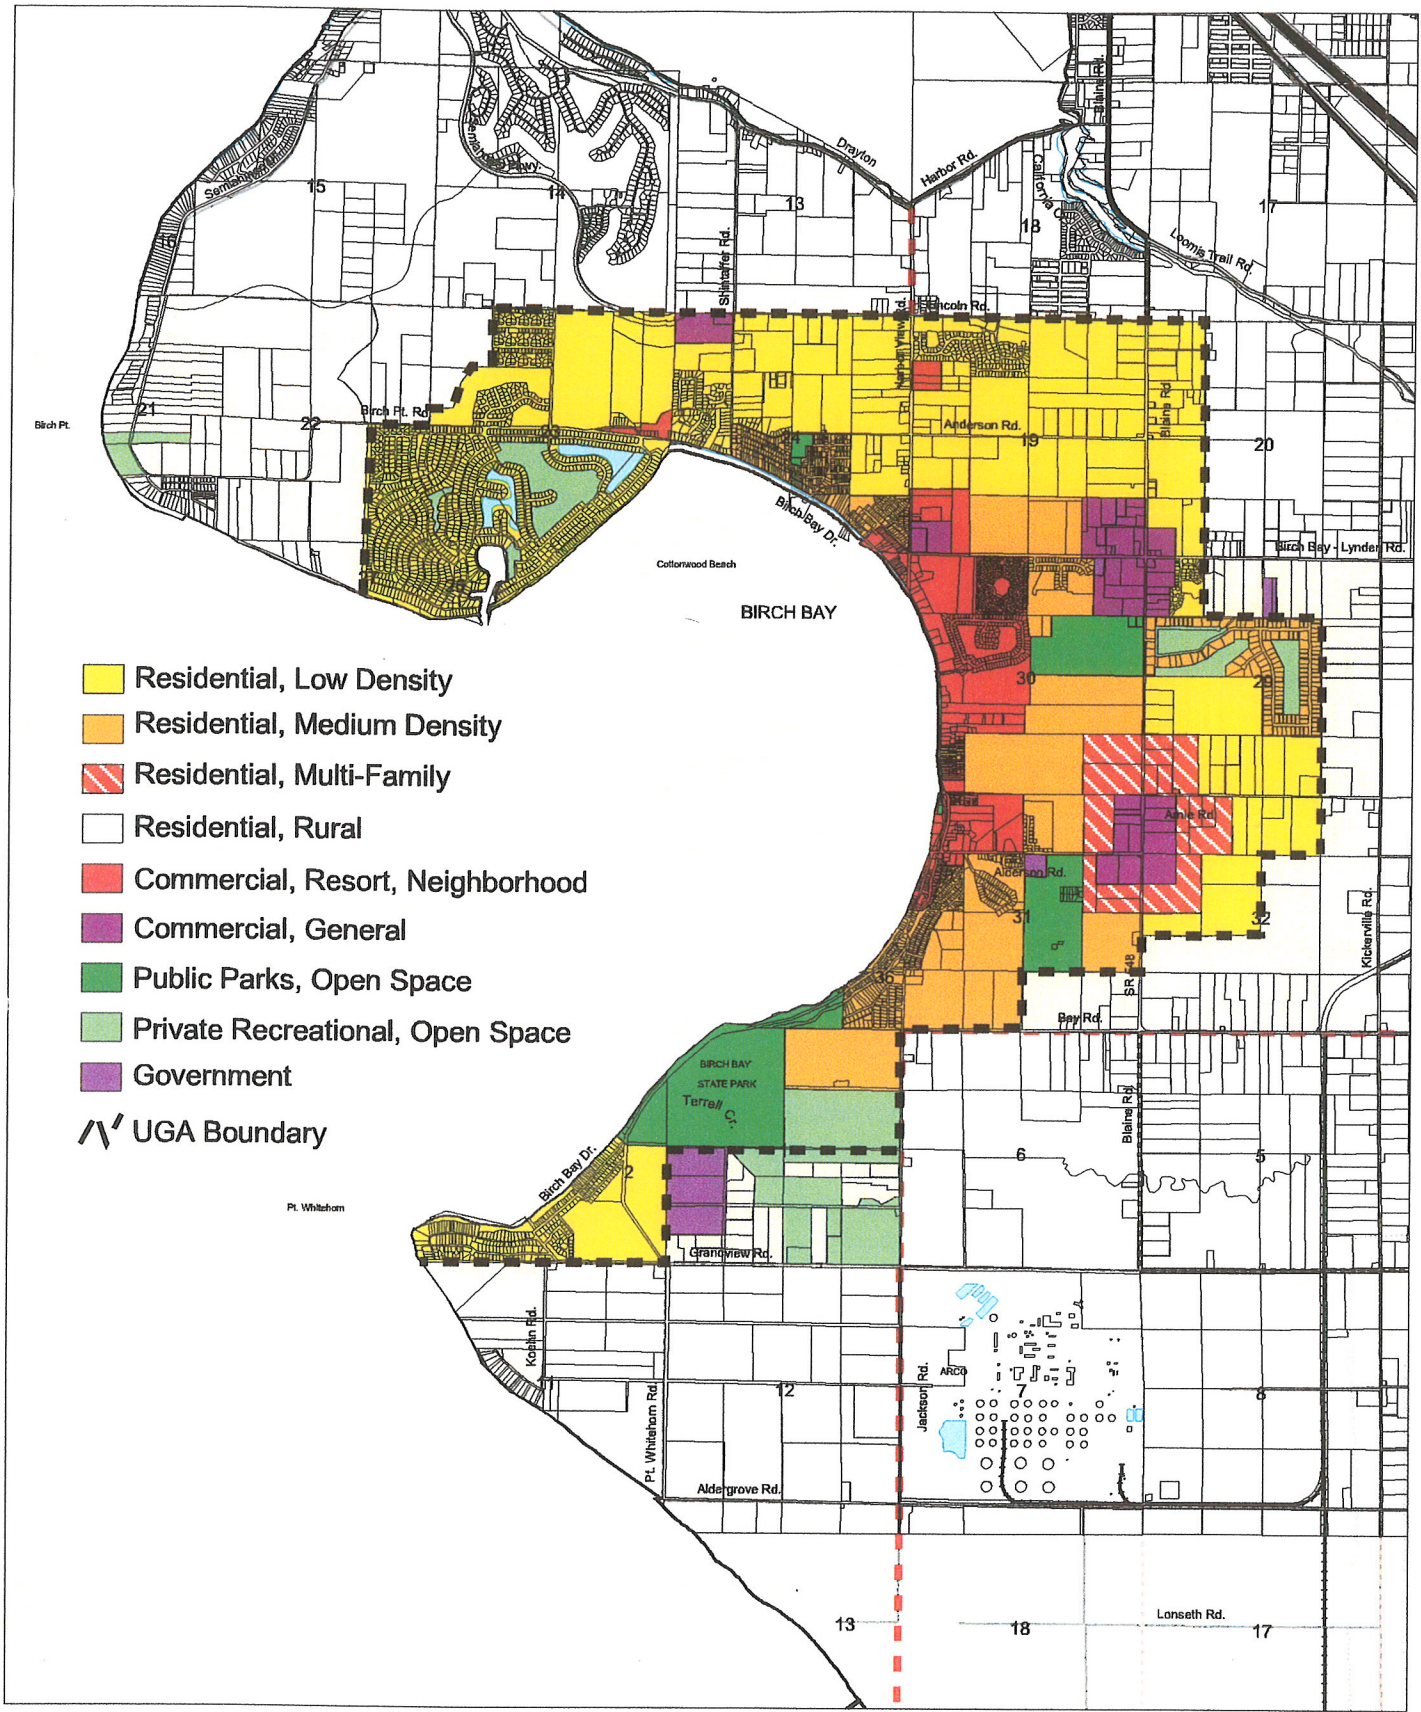 Blaine Rd.
Drayton
Harbor Rd.
Semiahmoo Hwy.
California C
15
14
13
18
17
16
Loomis Trail Rd.
Shintaffer Rd.
Lincoln Rd.
Harbor View Rd.
Blaine Rd
Birch Pt. Rd
21
22
23
24
Anderson Rd.
19
20
Birch Pt.
Birch Bay Dr.
Birch Bay - Lynden Rd.
Cottonwood Beach
BIRCH BAY
Residential, Low Density
Residential, Medium Density
Residential, Multi-Family
Residential, Rural
Commercial, Resort, Neighborhood
Commercial, General
Public Parks, Open Space
Private Recreational, Open Space
Government
UGA Boundary
30
29
Arnie Rd.
Alderson Rd.
31
32
Kickerville Rd.
SR 548
36
Bay Rd.
BIRCH BAY
STATE PARK
Terrell Cr.
Blaine Rd.
6
5
2
Birch Bay Dr.
Pt. Whitehorn
Grandview Rd.
Koehn Rd.
ARCO
Jackson Rd.
7
8
11
12
Pt. Whitehorn Rd.
Aldergrove Rd.
Lonseth Rd.
13
18
17